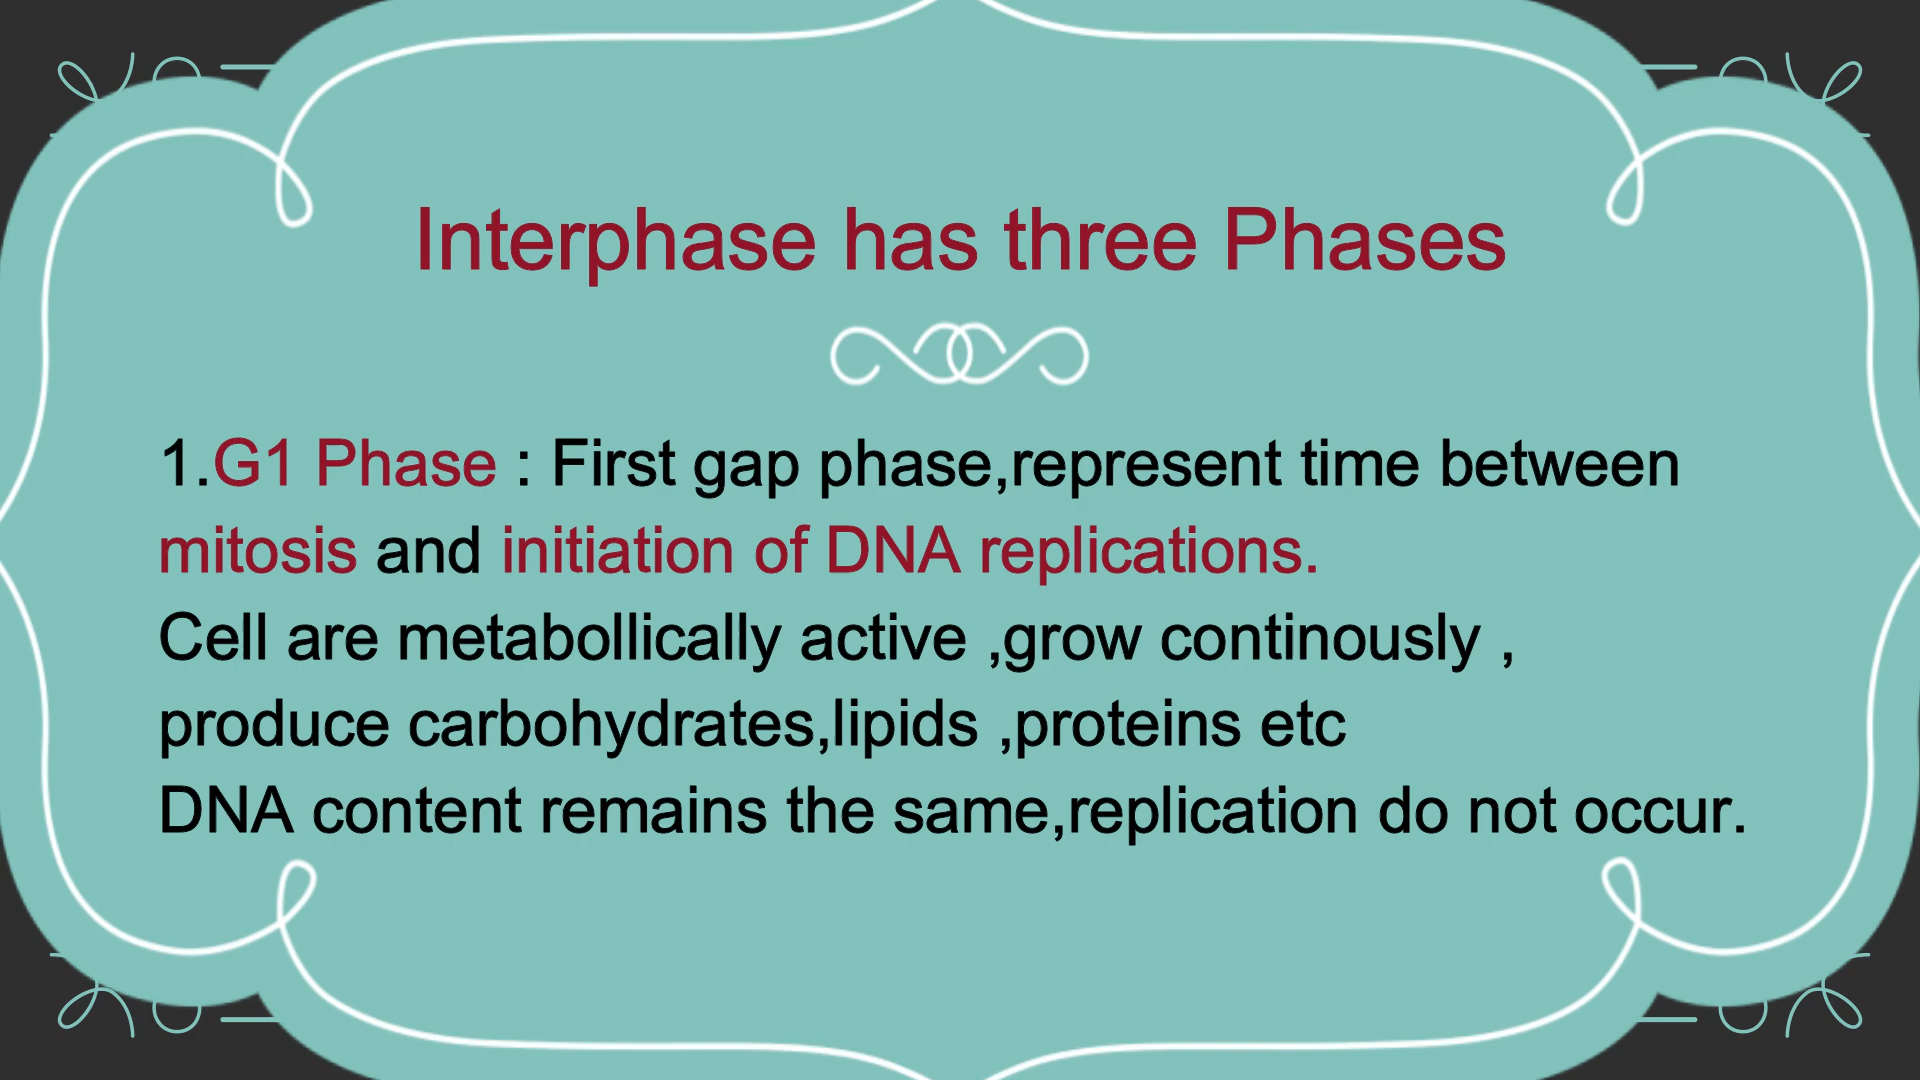 Interphase has three Phases
1.G1 Phase : First gap phase,represent time between
mitosis and initiation of DNA replications.
Cell are metabollically active ,grow continously ,
produce carbohydrates,lipids ,proteins etc
DNA content remains the same,replication do not occur.